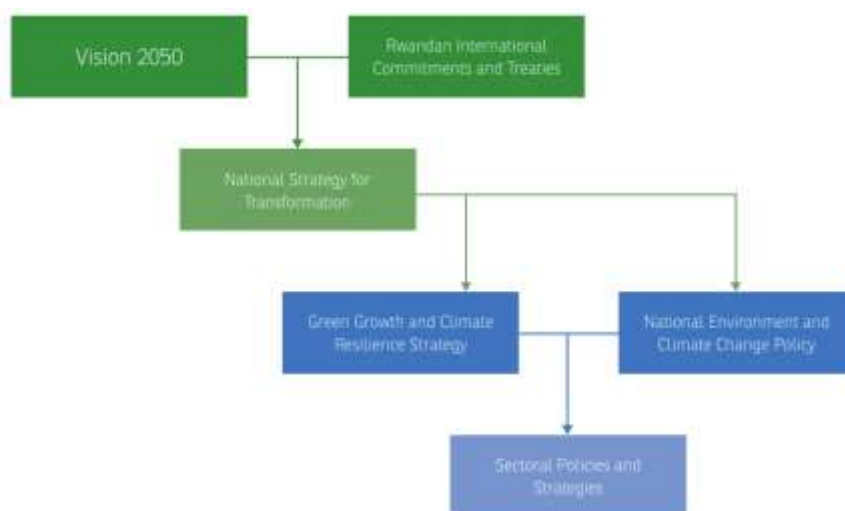 Vision 2050
Rwandan International
Commitments and Treaties
National Strategy for
Transformation
Green Growth and Climate
Resilience Strategy
National Environment and
Climate Change Policy
Sectoral Policies and
Strategies